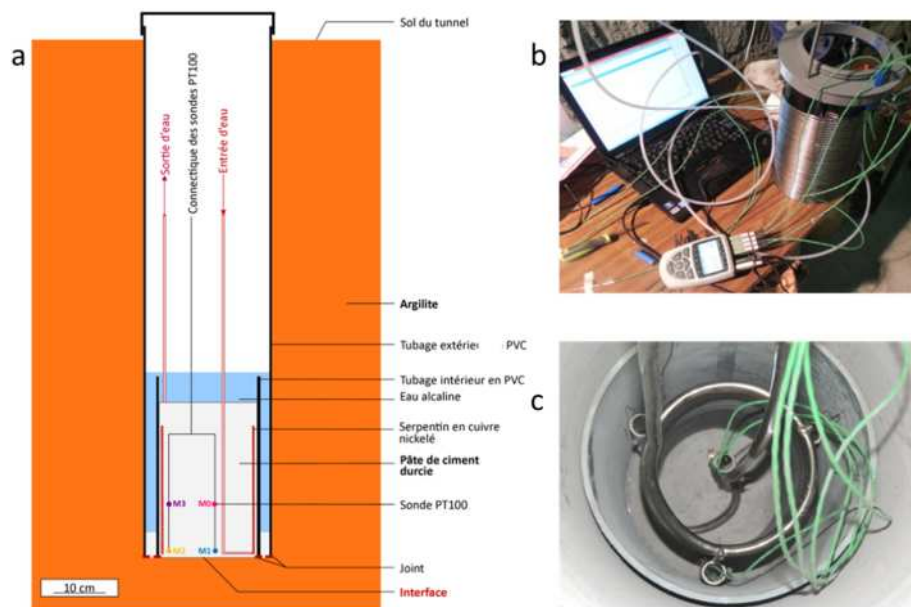 a
Sol du tunnel
Sortie d'eau
Connectique des sondes PT100
Entrée d'eau
Argilite
Tubage extérieur PVC
Tubage intérieur en PVC
Eau alcaline
Serpentin en cuivre
nickelé
Pâte de ciment
durcie
M3
M0
Sonde PT100
M2
M1
Joint
10 cm
Interface
b
c